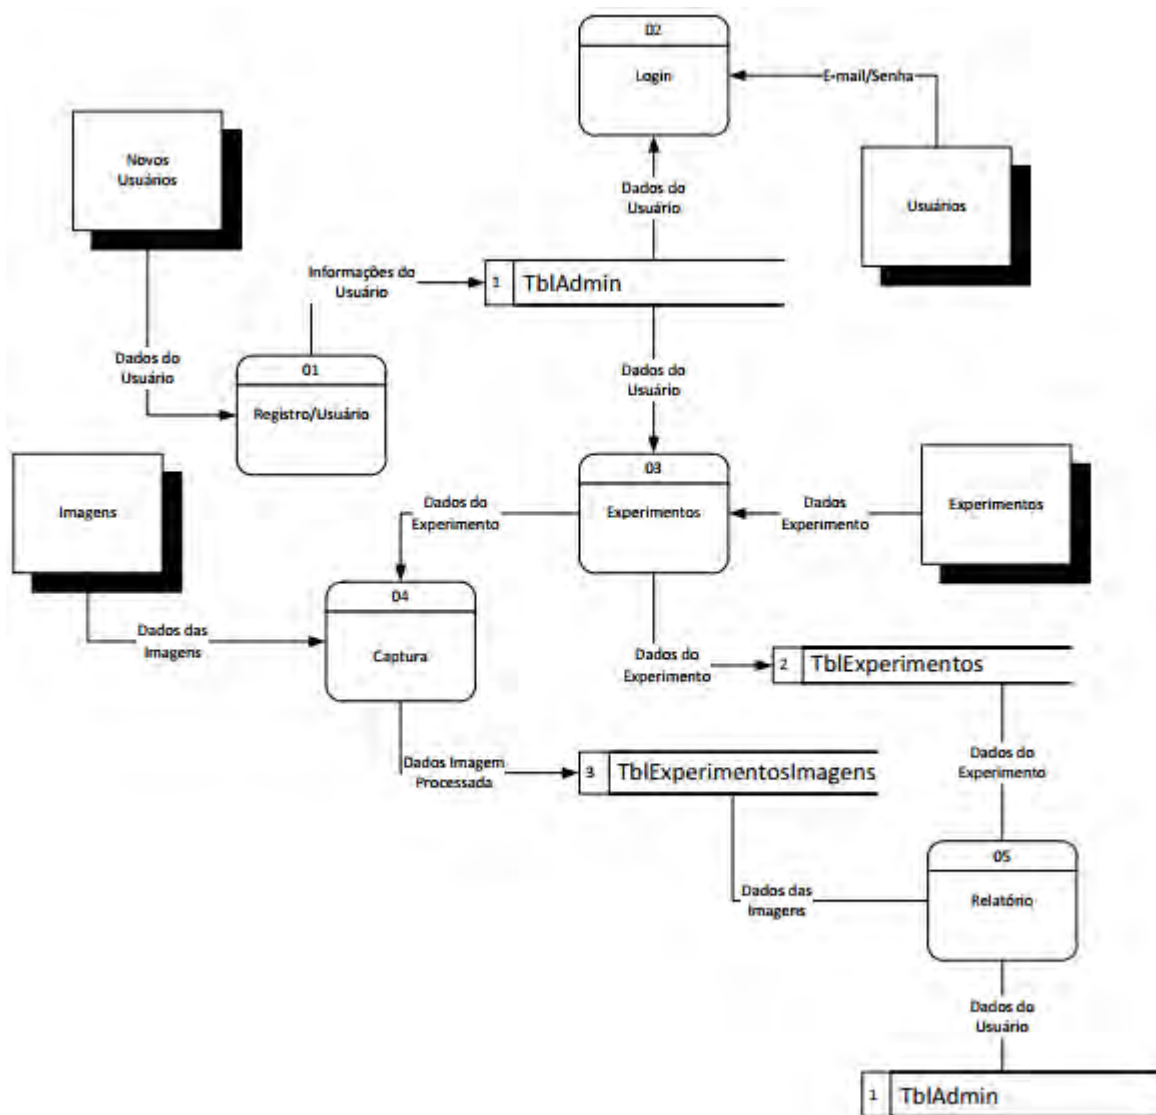 02
Login
E-mail/Senha
Novos
Usuários
Dados do
Usuário
Usuários
Informações do
Usuário
1
TblAdmin
Dados do
Usuário
01
Registro/Usuário
Dados do
Usuário
Imagens
03
Experimentos
Dados do
Experimento
Dados
Experimento
Experimentos
04
Captura
Dados das
Imagens
Dados do
Experimento
2
TblExperimentos
Dados Imagem
Processada
3
TblExperimentosImagens
Dados do
Experimento
05
Relatório
Dados das
Imagens
Dados do
Usuário
1
TblAdmin